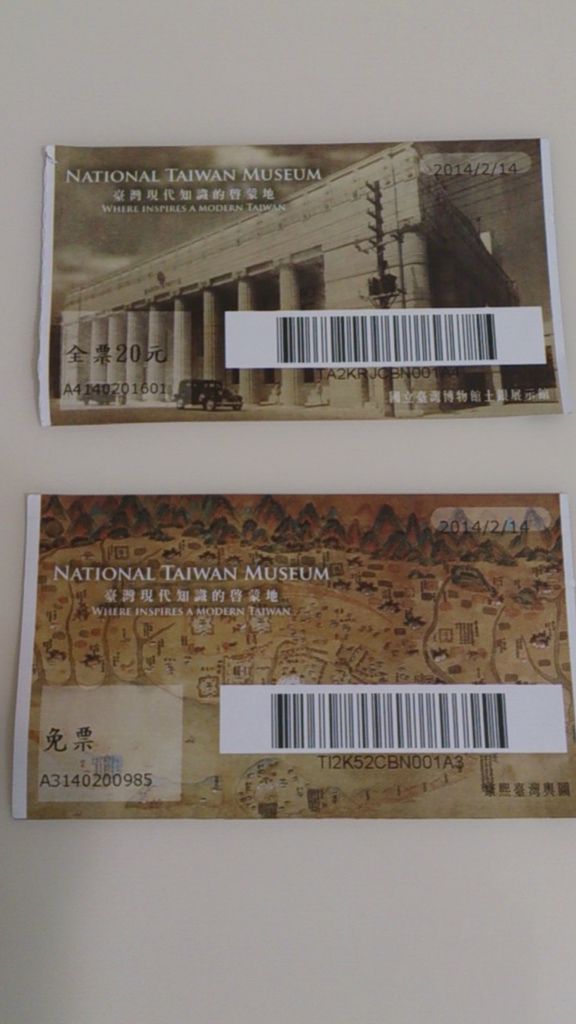 NATIONAL TAIWAN MUSEUM
2014/2/14
臺灣現代知識的啓蒙地
WHERE INSPIRES A MODERN TAIWAN
全票20元
A4140201601
國立臺灣博物館土銀展示館
2014/2/14
NATIONAL TAIWAN MUSEUM
臺灣現代知識的啓蒙地
WHERE INSPIRES A MODERN TAIWAN
免票
TI2K52CBN001A3
A3140200985
康熙臺灣輿圖